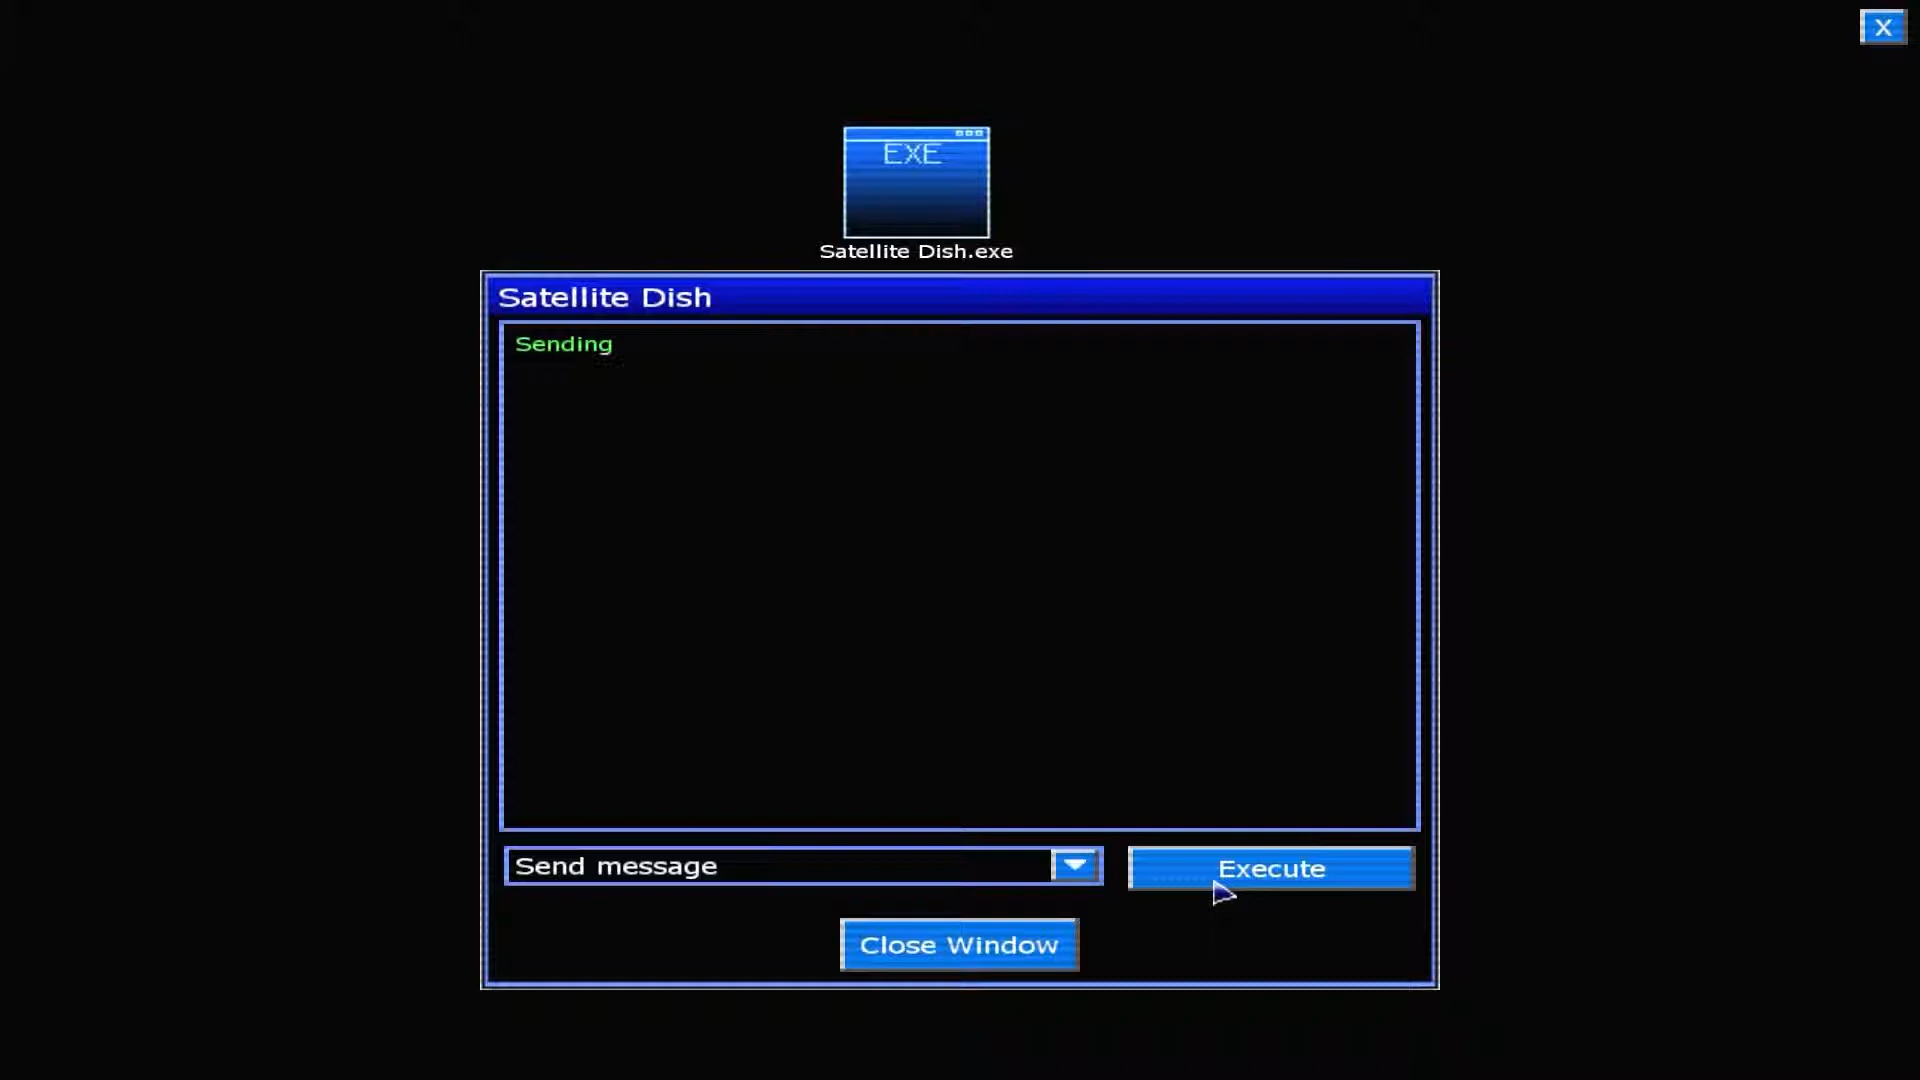 X
EXE
Satellite Dish.exe
Satellite Dish
Sending
Send message
Execute
Close Window